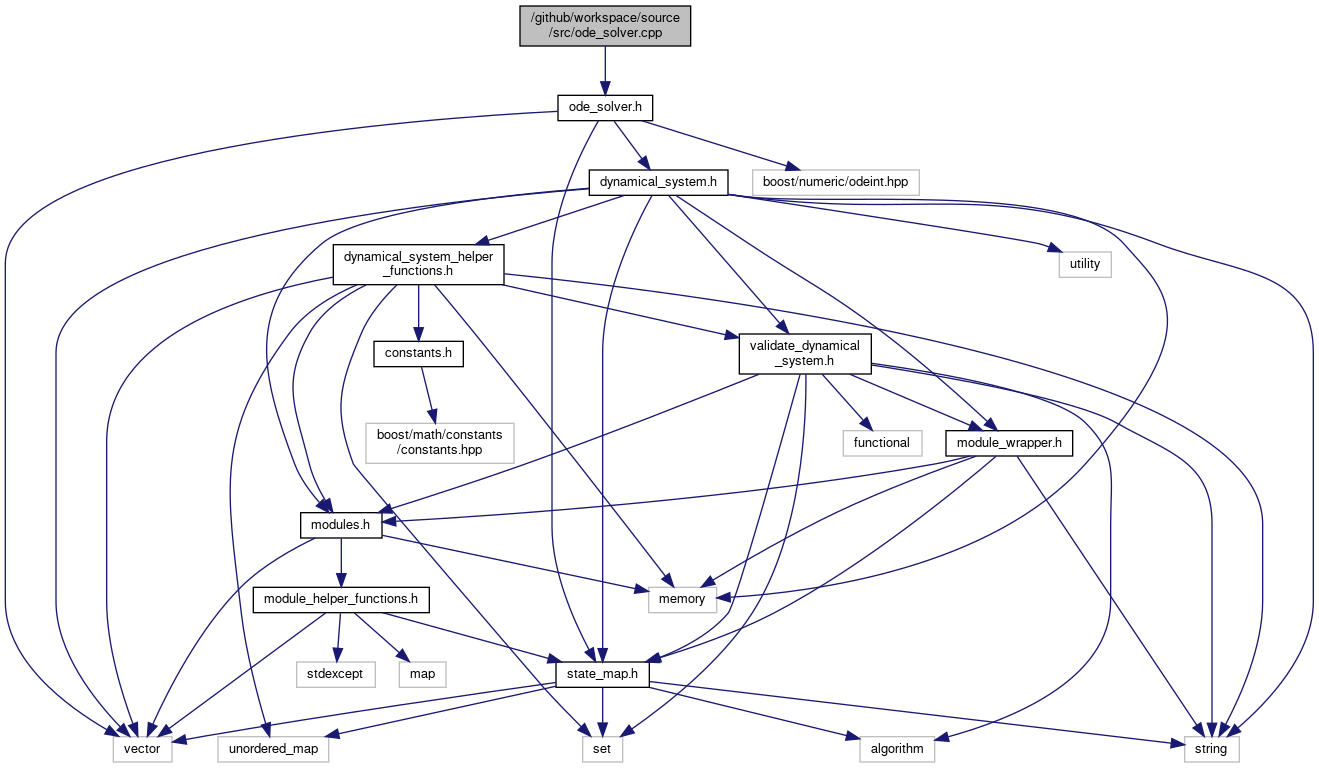 /github/workspace/source
/src/ode_solver.cpp
ode_solver.h
dynamical_system.h
boost/numeric/odeint.hpp
dynamical_system_helper
_functions.h
utility
constants.h
validate_dynamical
_system.h
boost/math/constants
/constants.hpp
functional
module_wrapper.h
modules.h
module_helper_functions.h
memory
stdexcept
map
state_map.h
vector
unordered_map
set
algorithm
string